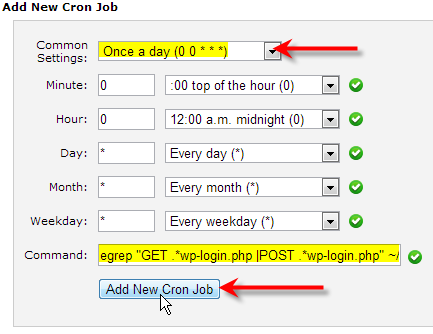 Add New Cron Job
Common Settings: Once a day (0 0 * * *)
Minute: 0 :00 top of the hour (0)
Hour: 0 12:00 a.m. midnight (0)
Day: * Every day (*)
Month: * Every month (*)
Weekday: * Every weekday (*)
Command: egrep "GET .*wp-login.php |POST .*wp-login.php" ~/
Add New Cron Job